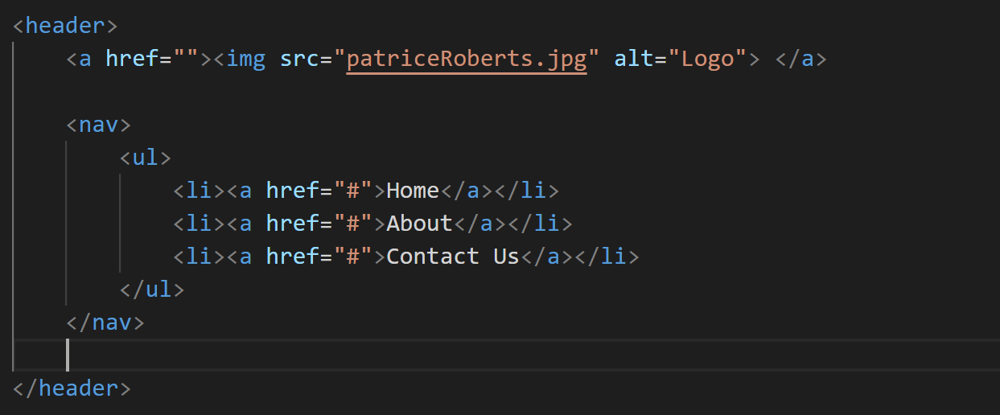 <header>
    <a href=""><img src="patriceRoberts.jpg" alt="Logo"> </a>

    <nav>
        <ul>
            <li><a href="#">Home</a></li>
            <li><a href="#">About</a></li>
            <li><a href="#">Contact Us</a></li>
        </ul>
    </nav>

</header>